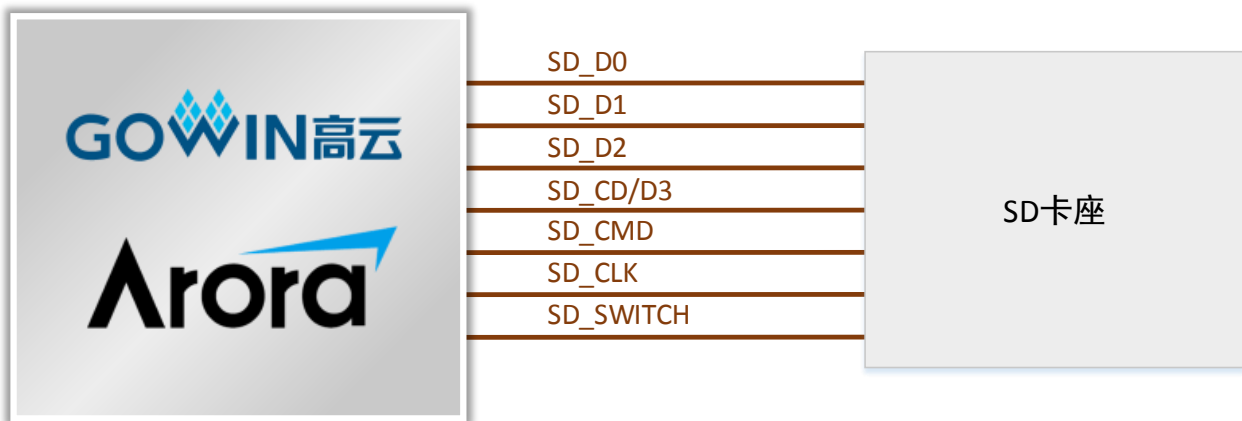 GOWIN高云
Arora
SD_D0
SD_D1
SD_D2
SD_CD/D3
SD_CMD
SD_CLK
SD_SWITCH
SD卡座